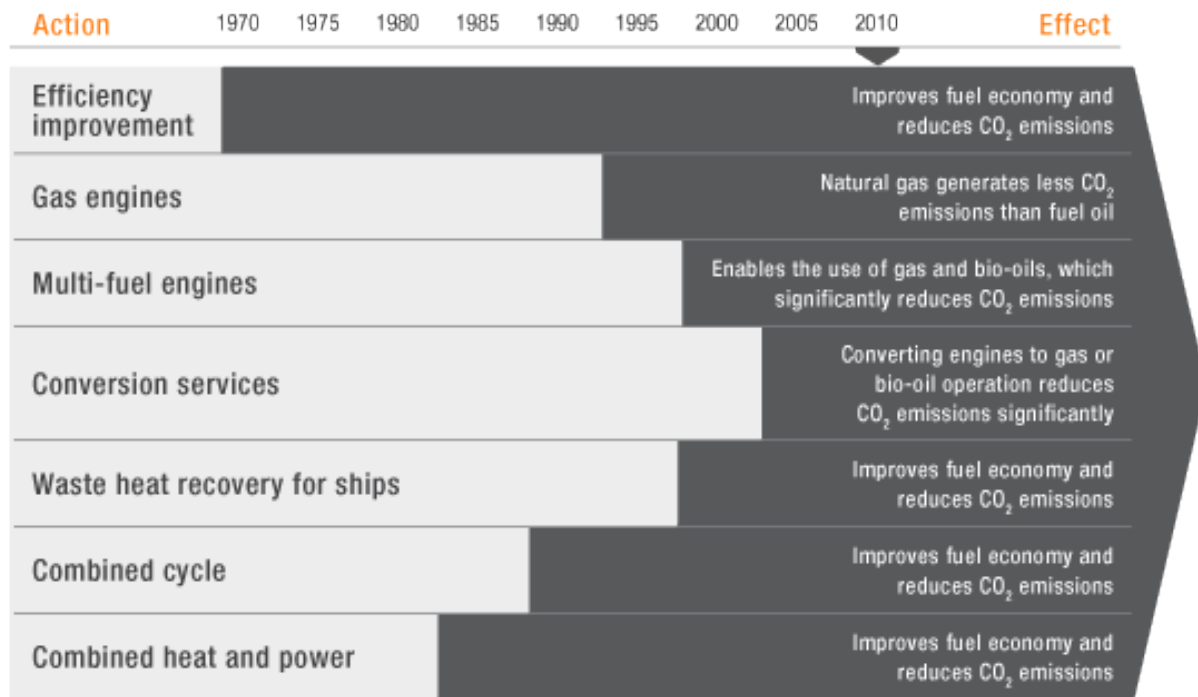 Action 1970 1975 1980 1985 1990 1995 2000 2005 2010 Effect
Efficiency
improvement
Improves fuel economy and
reduces CO₂ emissions
Gas engines
Natural gas generates less CO₂
emissions than fuel oil
Multi-fuel engines
Enables the use of gas and bio-oils, which
significantly reduces CO₂ emissions
Conversion services
Converting engines to gas or
bio-oil operation reduces
CO₂ emissions significantly
Waste heat recovery for ships
Improves fuel economy and
reduces CO₂ emissions
Combined cycle
Improves fuel economy and
reduces CO₂ emissions
Combined heat and power
Improves fuel economy and
reduces CO₂ emissions